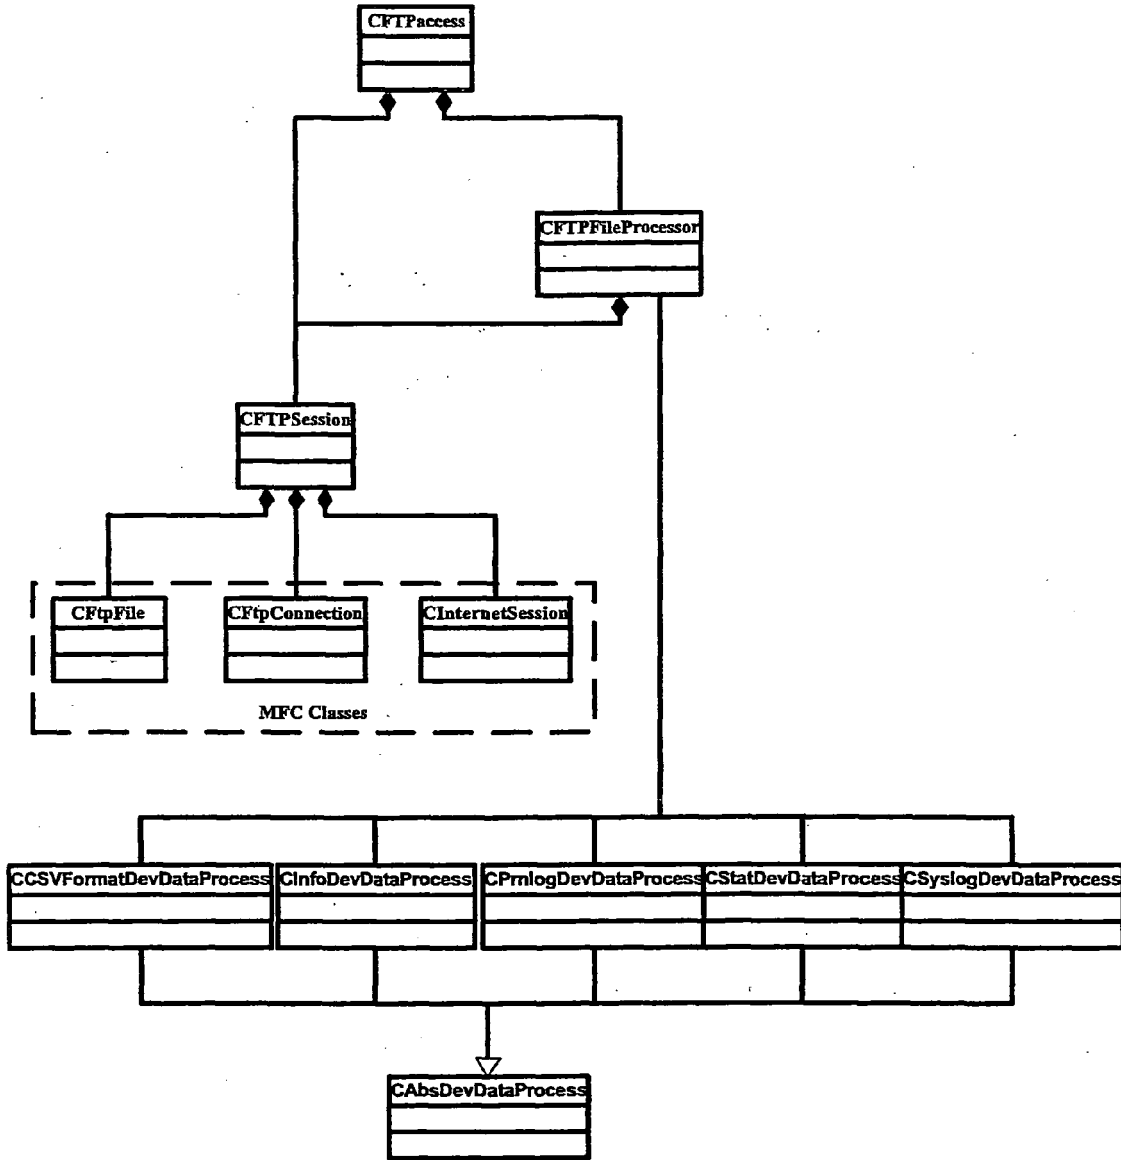 CFTPaccess
CFTPFileProcessor
CFTPSession
CFtpFile
CFtpConnection
CInternetSession
MFC Classes
CCSVFormatDevDataProcess
CInfoDevDataProcess
CPrnlogDevDataProcess
CStatDevDataProcess
CSyslogDevDataProcess
CAbsDevDataProcess